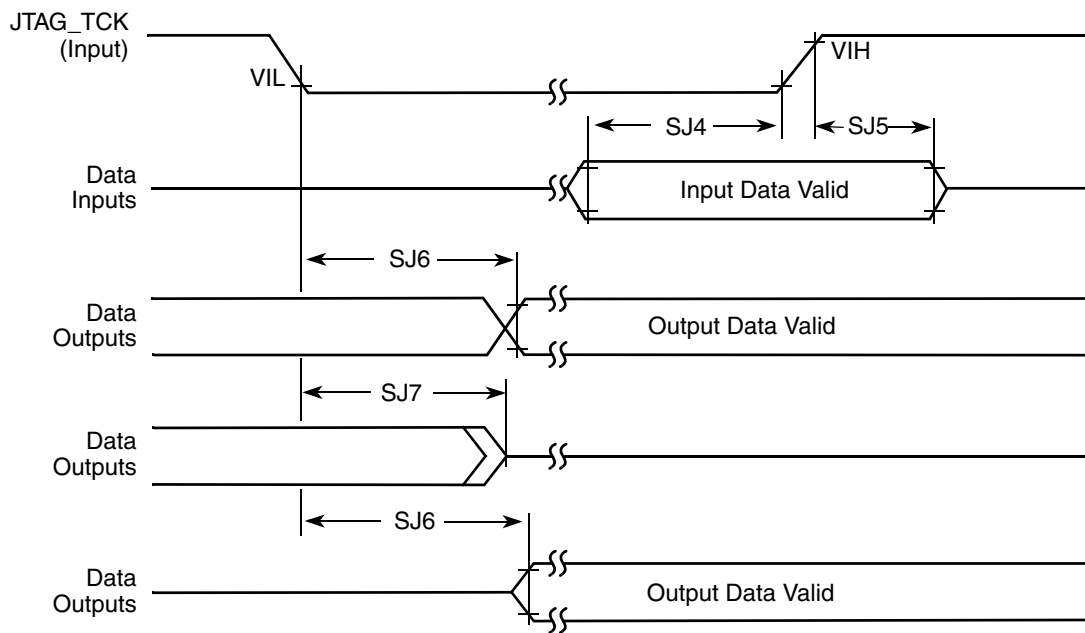 JTAG_TCK
(Input)
VIL
VIH
SJ4
SJ5
Data
Inputs
Input Data Valid
SJ6
Data
Outputs
Output Data Valid
SJ7
Data
Outputs
SJ6
Data
Outputs
Output Data Valid